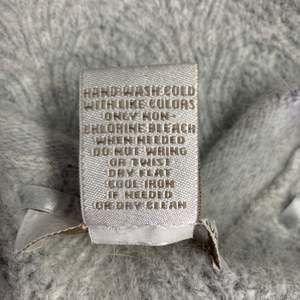 HAND WASH COLD
WITH LIKE COLORS
ONLY NON-
CHLORINE BLEACH
WHEN NEEDED
DO NOT WRING
OR TWIST
DRY FLAT
COOL IRON
IF NEEDED
OR DRY CLEAN